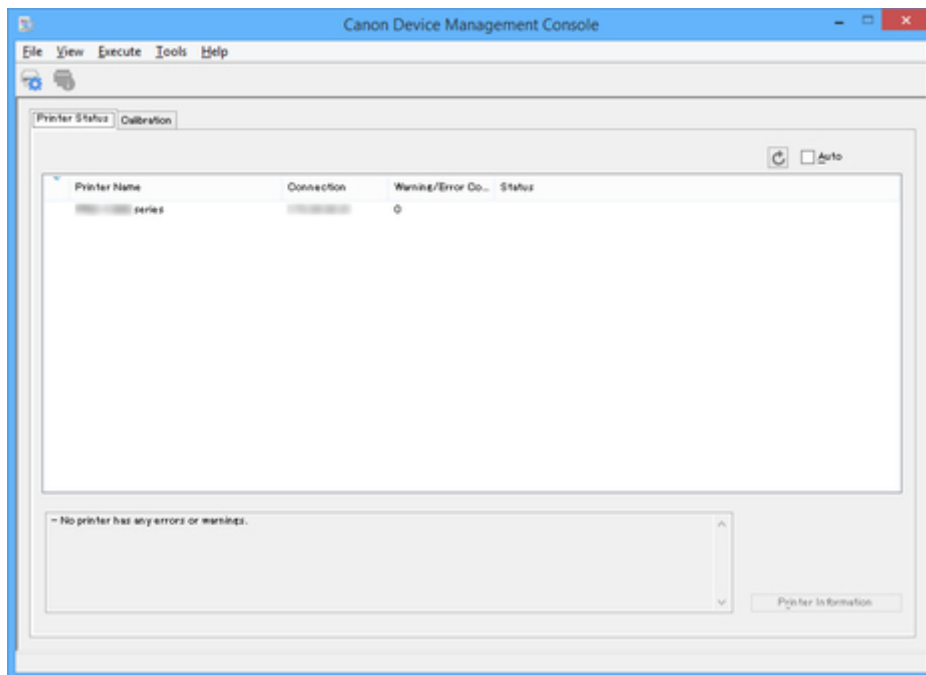 Canon Device Management Console
File View Execute Tools Help
Printer Status Calibration
Auto
Printer Name Connection Warning/Error Co... Status
series 0
- No printer has any errors or warnings.
Printer Information